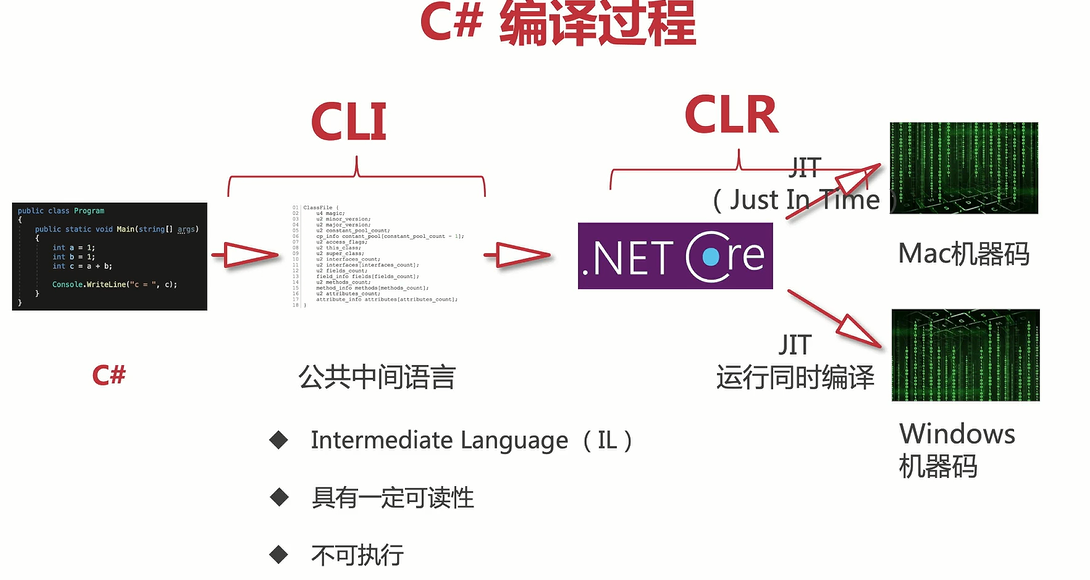 C# 编译过程
CLI
CLR
JIT
( Just In Time )
public class Program
{
public static void Main(string[] args)
{
int a = 1;
int b = 1;
int c = a + b;
Console.WriteLine("c = ", c);
}
}
01 ClassFile {
02 u4 magic;
03 u2 minor_version;
04 u2 major_version;
05 u2 constant_pool_count;
06 cp_info contant_pool[constant_pool_count - 1];
07 u2 access_flags;
08 u2 this_class;
09 u2 super_class;
10 u2 interfaces_count;
11 u2 interfaces[interfaces_count];
12 u2 fields_count;
13 field_info fields[fields_count];
14 u2 methods_count;
15 method_info methods[methods_count];
16 u2 attributes_count;
17 attribute_info attributes[attributes_count];
18 }
.NET Core
Mac机器码
C#
公共中间语言
JIT
运行同时编译
Windows
机器码
◆ Intermediate Language （IL）
◆ 具有一定可读性
◆ 不可执行